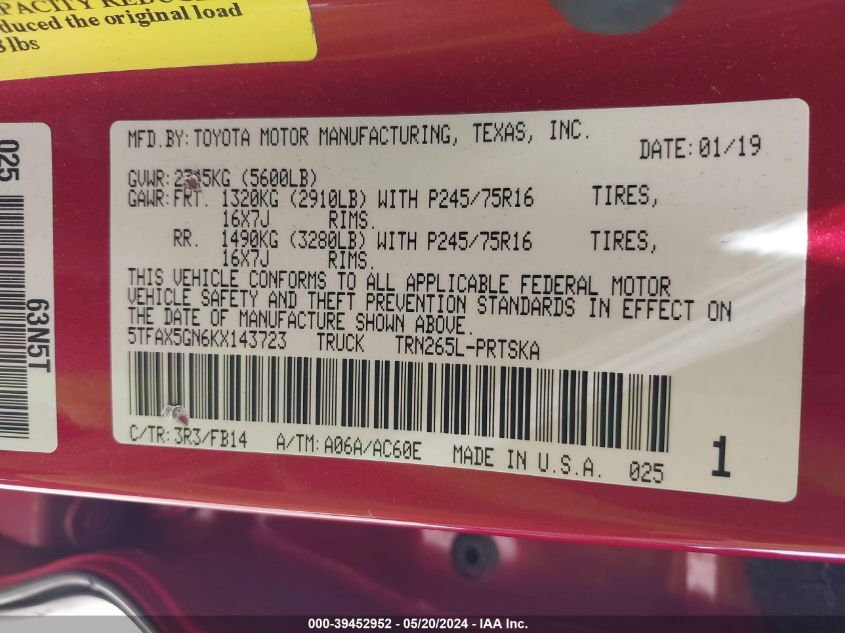 PACITY REDUC
duced the original load
8 lbs
025
63N5T
MFD.BY:TOYOTA MOTOR MANUFACTURING, TEXAS, INC.
DATE:01/19
GVWR: (5600LB)
GAWR:FRT. 1320KG (2910LB) WITH P245/75R16 TIRES,
16X7J RIMS.
RR. 1490KG (3280LB) WITH P245/75R16 TIRES,
16X7J RIMS.
THIS VEHICLE CONFORMS TO ALL APPLICABLE FEDERAL MOTOR
VEHICLE SAFETY AND THEFT PREVENTION STANDARDS IN EFFECT ON
THE DATE OF MANUFACTURE SHOWN ABOVE.
5TFAX5GN6KX143723 TRUCK TRN265L-PRTSKA
C/TR:3R3/FB14 A/TM:A06A/AC60E MADE IN U.S.A. 025 1
000-39452952 - 05/20/2024 - IAA Inc.